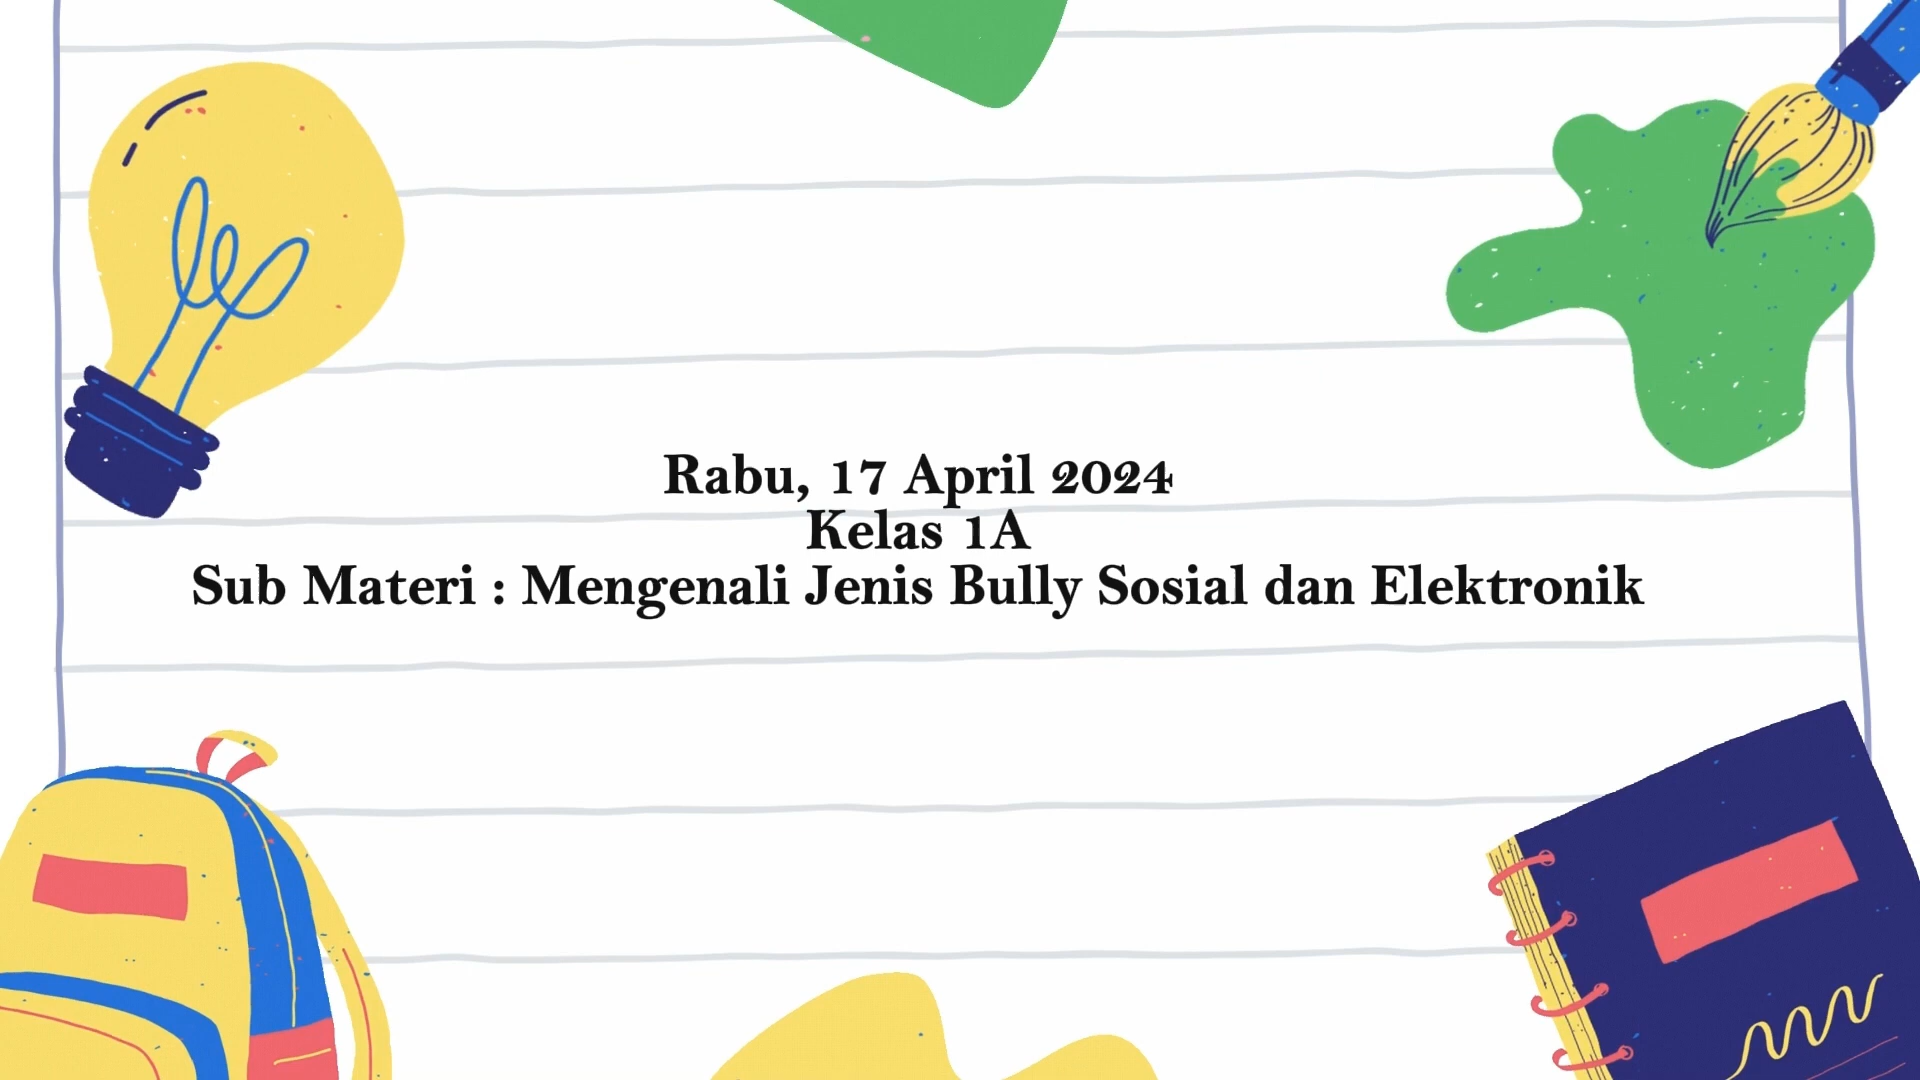 Rabu, 17 April 2024
Kelas 1A
Sub Materi : Mengenali Jenis Bully Sosial dan Elektronik